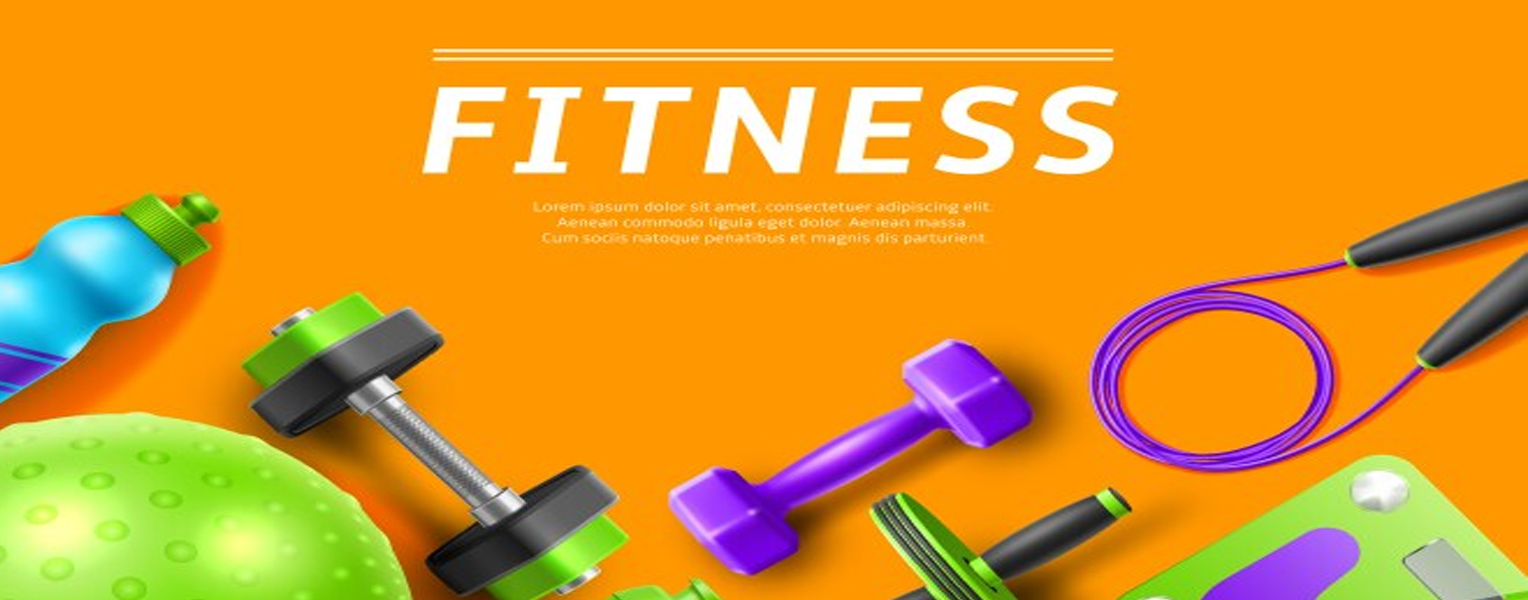 FITNESS
Lorem ipsum dolor sit amet, consectetuer adipiscing elit.
Aenean commodo ligula eget dolor. Aenean massa.
Cum sociis natoque penatibus et magnis dis parturient.